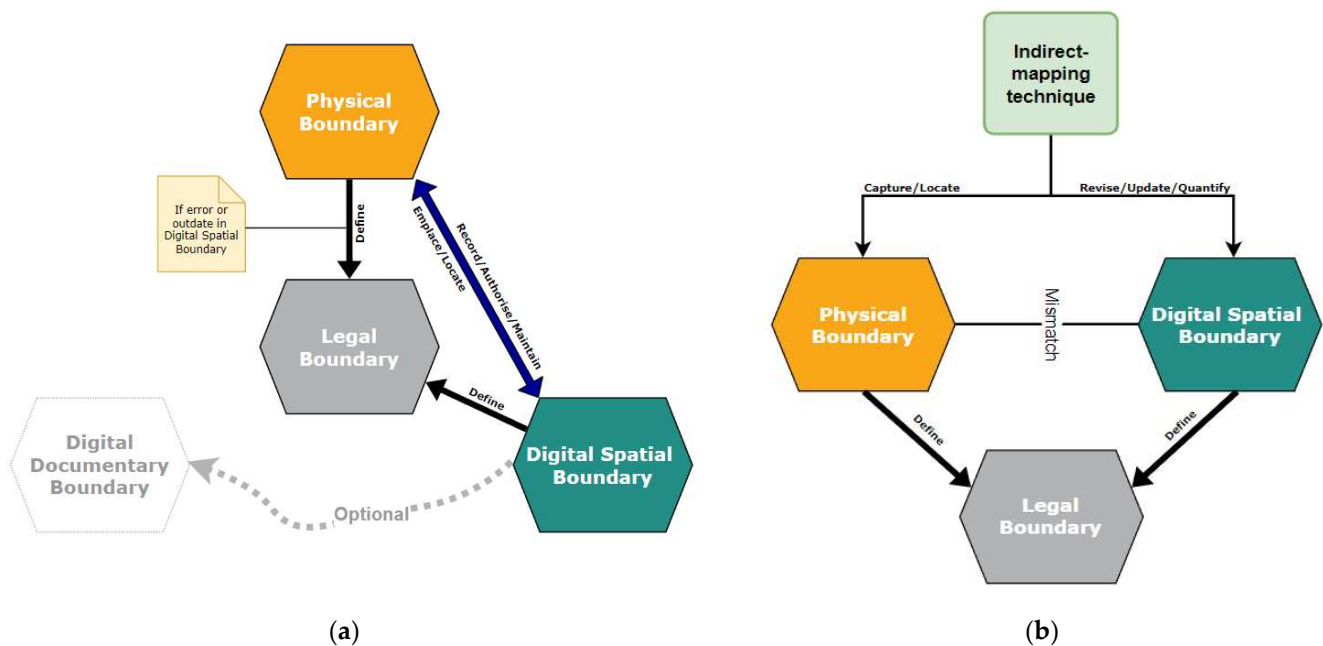 Physical
Boundary
If error or
outdate in
Digital Spatial
Boundary
Define
Record/Authorise/Maintain
Emplace/Locate
Legal
Boundary
Define
Digital
Documentary
Boundary
Optional
Digital Spatial
Boundary
(a)
Indirect-
mapping
technique
Capture/Locate
Revise/Update/Quantify
Physical
Boundary
Mismatch
Digital Spatial
Boundary
Define
Define
Legal
Boundary
(b)